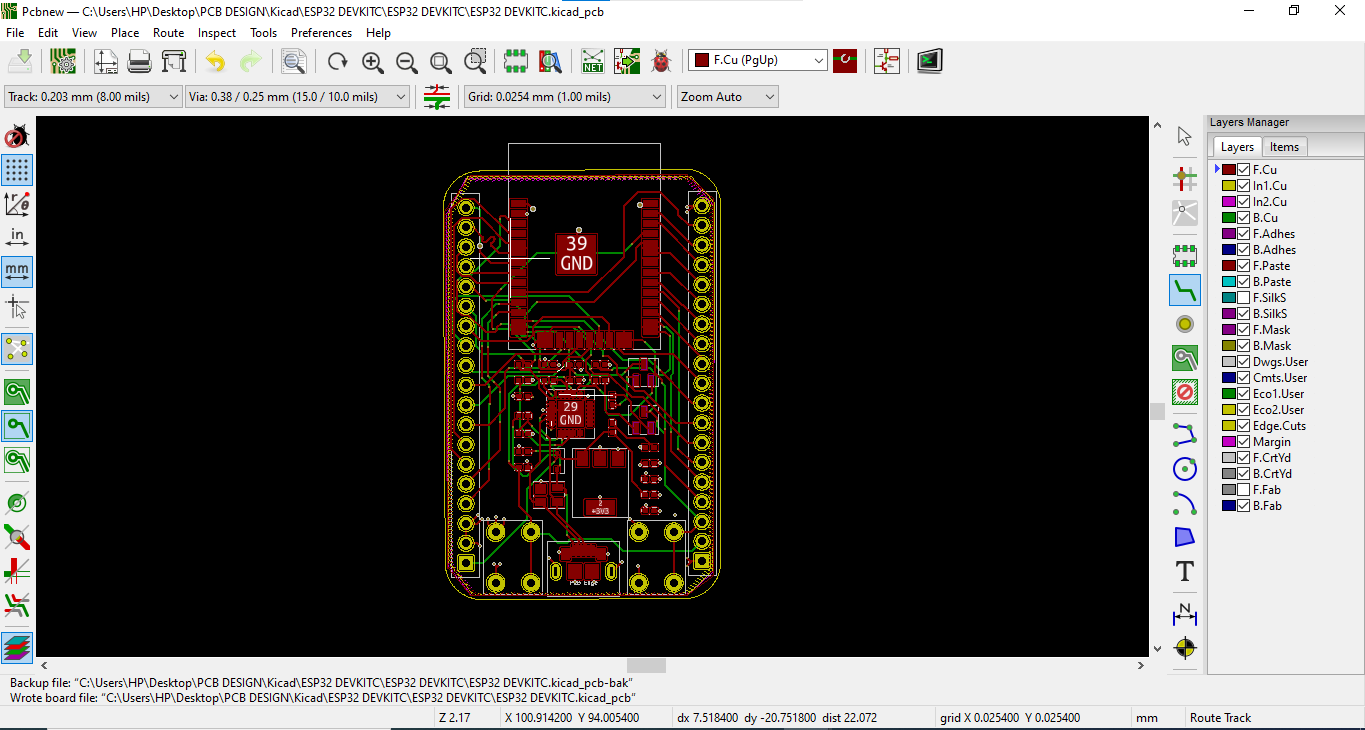 Pcbnew — C:\Users\HP\Desktop\PCB DESIGN\Kicad\ESP32 DEVKITC\ESP32 DEVKITC\ESP32 DEVKITC.kicad_pcb
File Edit View Place Route Inspect Tools Preferences Help
NET
F.Cu (PgUp)
Track: 0.203 mm (8.00 mils) Via: 0.38 / 0.25 mm (15.0 / 10.0 mils) Grid: 0.0254 mm (1.00 mils) Zoom Auto
in
mm
39
GND
29
GND
2
+3V3
Pcb Edge
T
N
Layers Manager
Layers Items
F.Cu
In1.Cu
In2.Cu
B.Cu
F.Adhes
B.Adhes
F.Paste
B.Paste
F.SilkS
B.SilkS
F.Mask
B.Mask
Dwgs.User
Cmts.User
Eco1.User
Eco2.User
Edge.Cuts
Margin
F.CrtYd
B.CrtYd
F.Fab
B.Fab
Backup file: "C:\Users\HP\Desktop\PCB DESIGN\Kicad\ESP32 DEVKITC\ESP32 DEVKITC\ESP32 DEVKITC.kicad_pcb-bak"
Wrote board file: "C:\Users\HP\Desktop\PCB DESIGN\Kicad\ESP32 DEVKITC\ESP32 DEVKITC\ESP32 DEVKITC.kicad_pcb"
Z 2.17 X 100.914200 Y 94.005400 dx 7.518400 dy -20.751800 dist 22.072 grid X 0.025400 Y 0.025400 mm Route Track